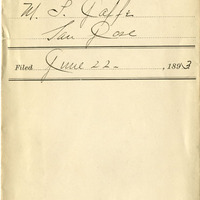 M. S. Jaffe
San Jose
Filed June 22- , 1893